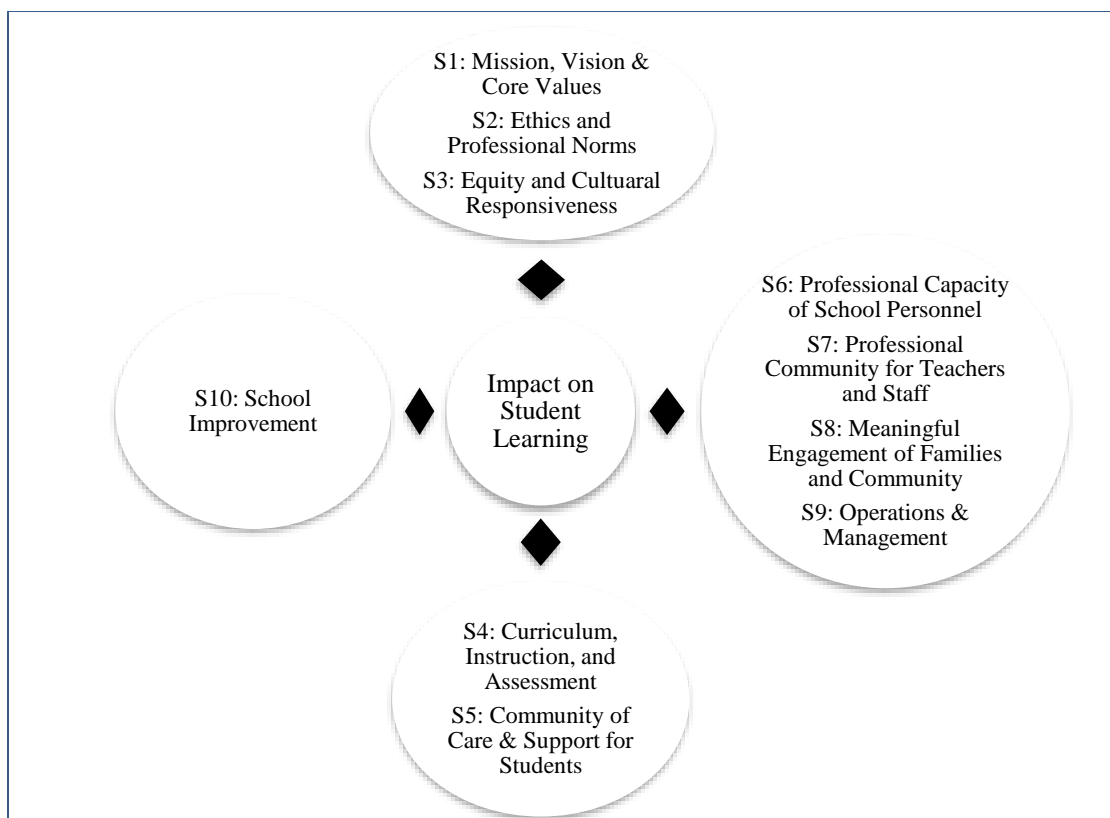 S1: Mission, Vision &
Core Values
S2: Ethics and
Professional Norms
S3: Equity and Cultuaral
Responsiveness
S6: Professional Capacity
of School Personnel
S7: Professional
Community for Teachers
and Staff
S8: Meaningful
Engagement of Families
and Community
S9: Operations &
Management
Impact on
Student
Learning
S10: School
Improvement
S4: Curriculum,
Instruction, and
Assessment
S5: Community of
Care & Support for
Students